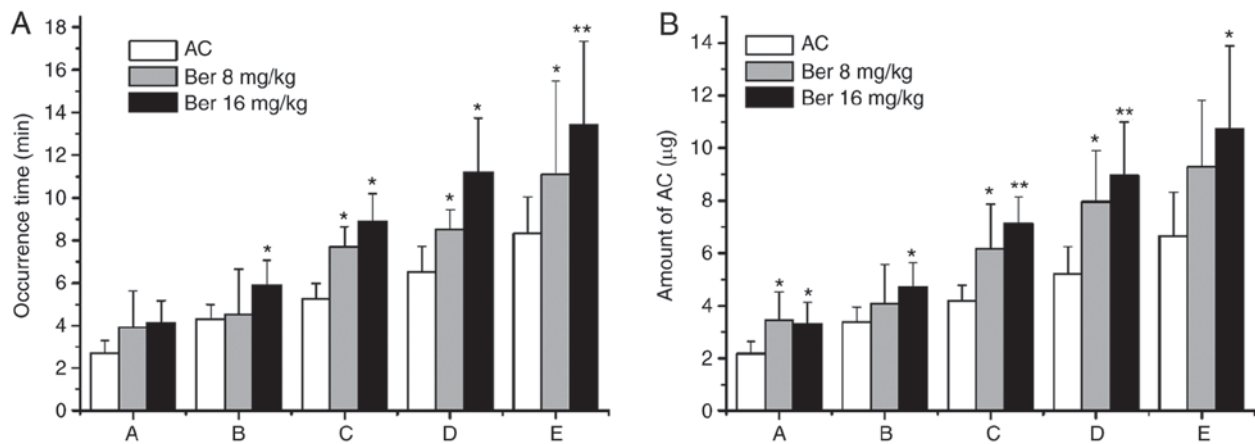 A
Occurrence time (min)
18
16
14
12
10
8
6
4
2
0
AC
Ber 8 mg/kg
Ber 16 mg/kg
*
*
*
*
*
*
**
A B C D E
B
Amount of AC (μg)
14
12
10
8
6
4
2
0
AC
Ber 8 mg/kg
Ber 16 mg/kg
*
*
*
*
**
*
**
*
A B C D E